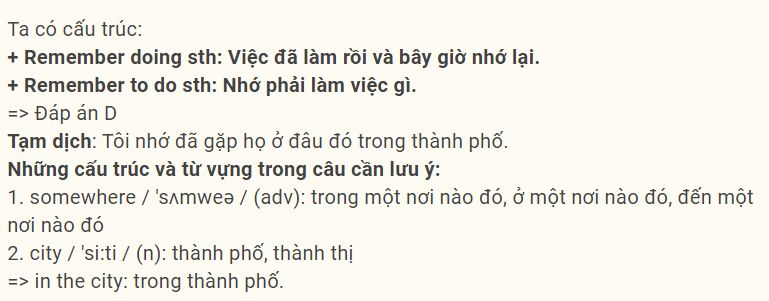 Ta có cấu trúc:
+ Remember doing sth: Việc đã làm rồi và bây giờ nhớ lại.
+ Remember to do sth: Nhớ phải làm việc gì.
=> Đáp án D
Tạm dịch: Tôi nhớ đã gặp họ ở đâu đó trong thành phố.
Những cấu trúc và từ vựng trong câu cần lưu ý:
1. somewhere / 'sʌmweə / (adv): trong một nơi nào đó, ở một nơi nào đó, đến một
nơi nào đó
2. city / 'si:ti / (n): thành phố, thành thị
=> in the city: trong thành phố.